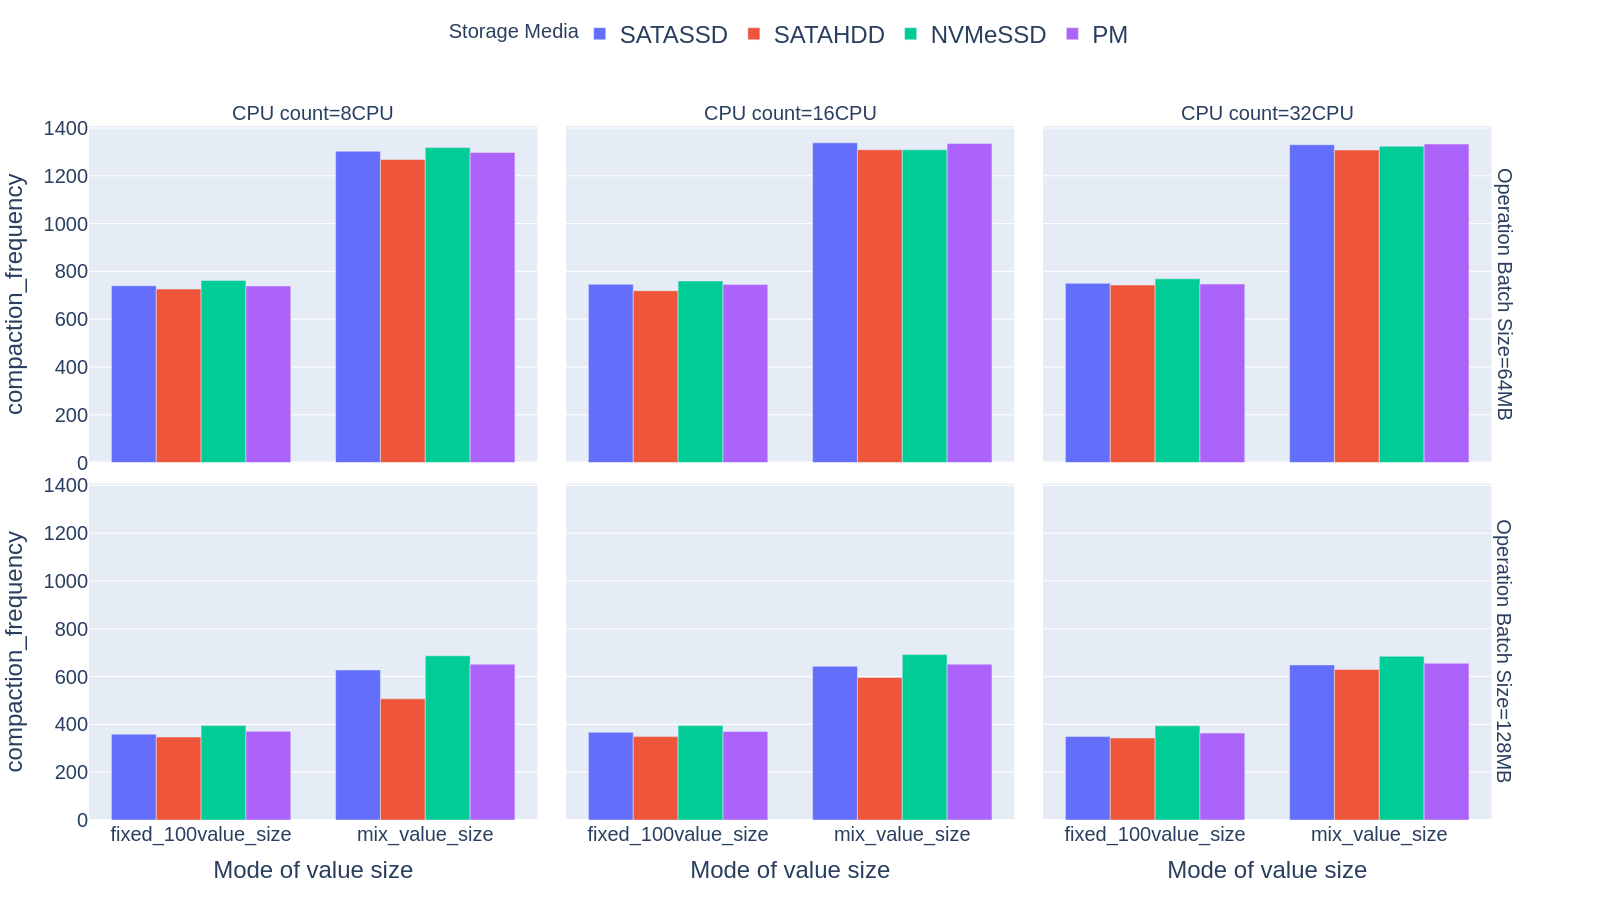 Storage Media SATASSD SATAHDD NVMeSSD PM
CPU count=8CPU CPU count=16CPU CPU count=32CPU
compaction_frequency
1400
1200
1000
800
600
400
200
0
Operation Batch Size=64MB
compaction_frequency
1400
1200
1000
800
600
400
200
0
Operation Batch Size=128MB
fixed_100value_size mix_value_size fixed_100value_size mix_value_size fixed_100value_size mix_value_size
Mode of value size Mode of value size Mode of value size